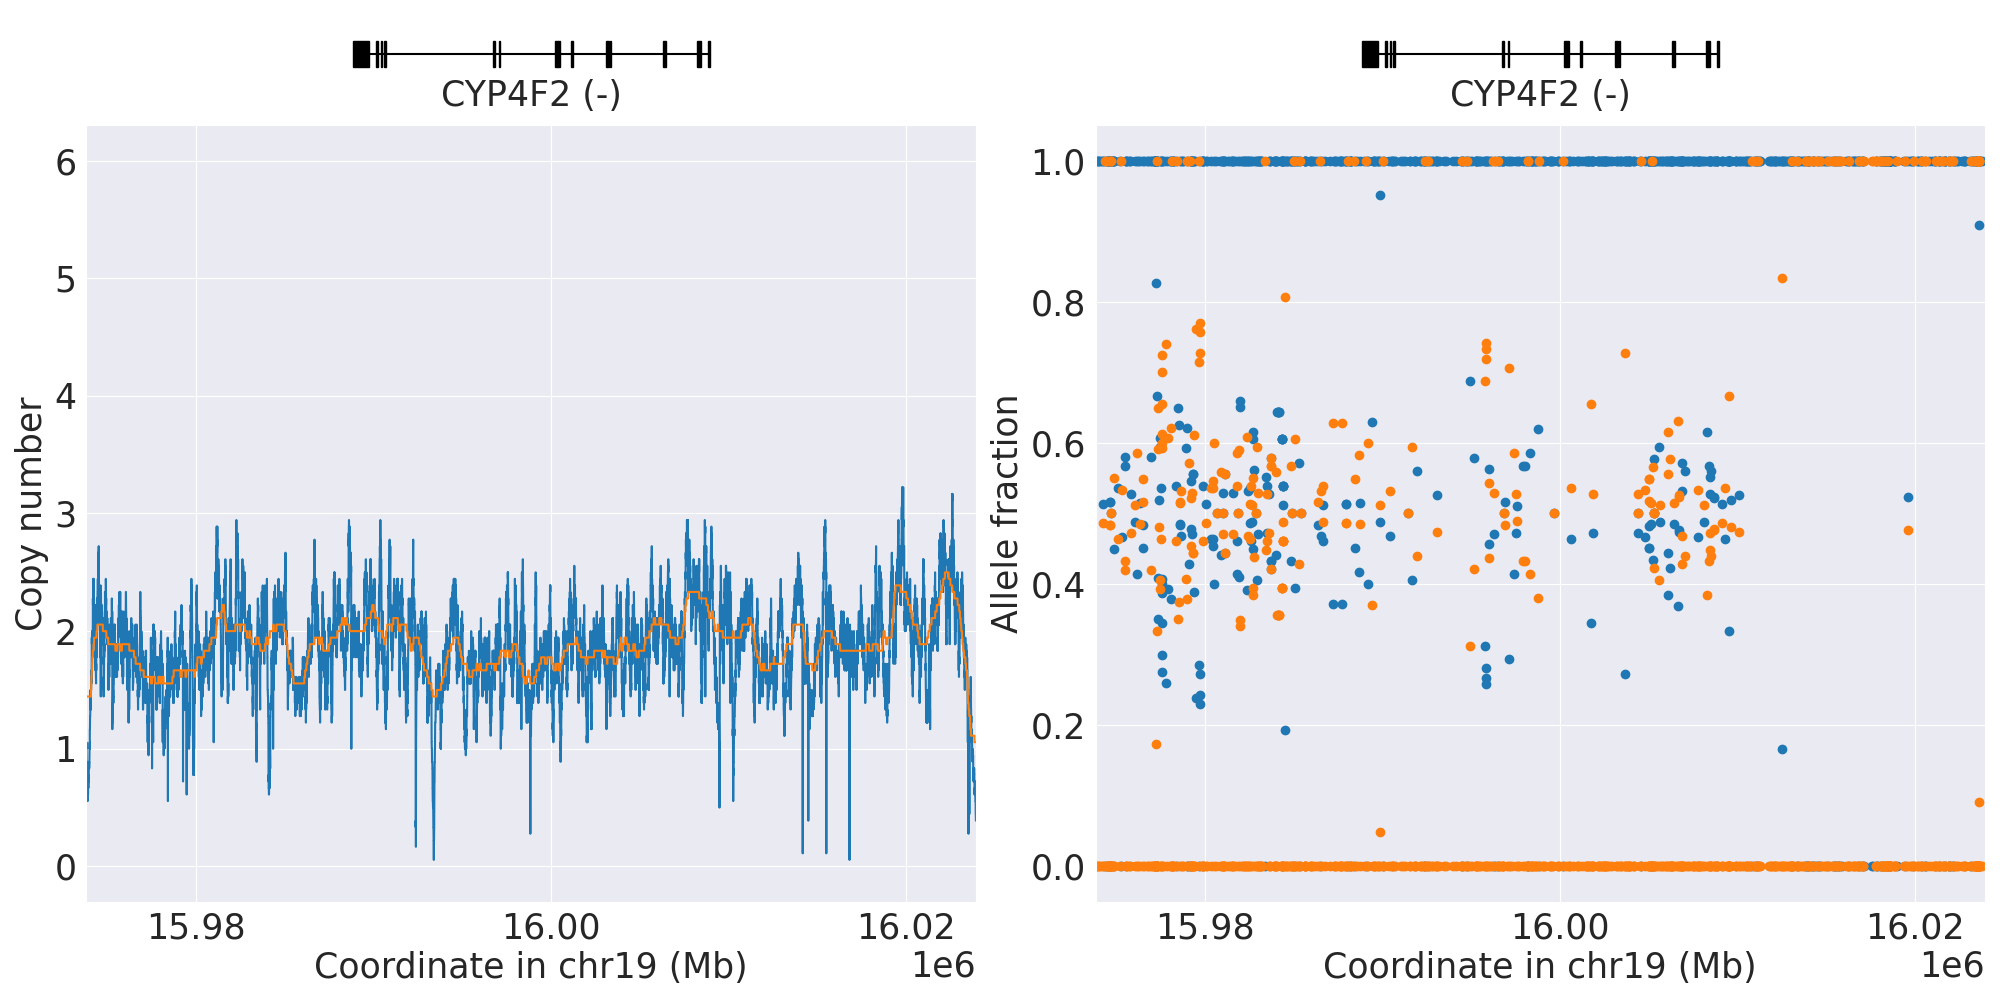 CYP4F2 (-)
Copy number
6
5
4
3
2
1
0
15.98
16.00
16.02
Coordinate in chr19 (Mb)
1e6
CYP4F2 (-)
Allele fraction
1.0
0.8
0.6
0.4
0.2
0.0
15.98
16.00
16.02
Coordinate in chr19 (Mb)
1e6